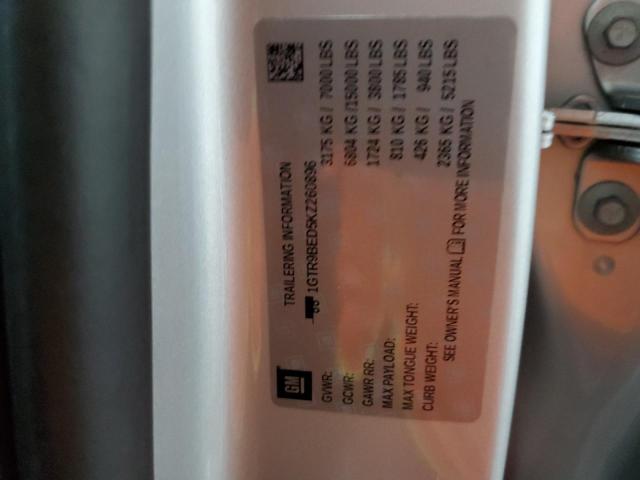 GM
TRAILERING INFORMATION
1GTR9BED5KZ260896
GVWR: 3175 KG / 7000 LBS
GCWR: 6804 KG /15000 LBS
GAWR RR: 1724 KG / 3800 LBS
MAX PAYLOAD: 810 KG / 1785 LBS
MAX TONGUE WEIGHT: 426 KG / 940 LBS
CURB WEIGHT: 2365 KG / 5215 LBS
SEE OWNER'S MANUAL FOR MORE INFORMATION